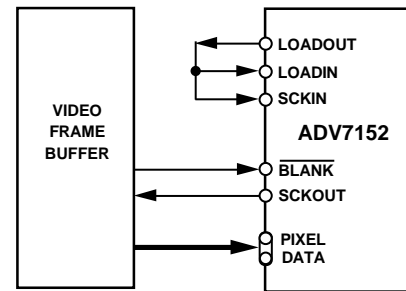 LOADOUT
LOADIN
SCKIN
VIDEO
FRAME
BUFFER
ADV7152
BLANK
SCKOUT
PIXEL
DATA